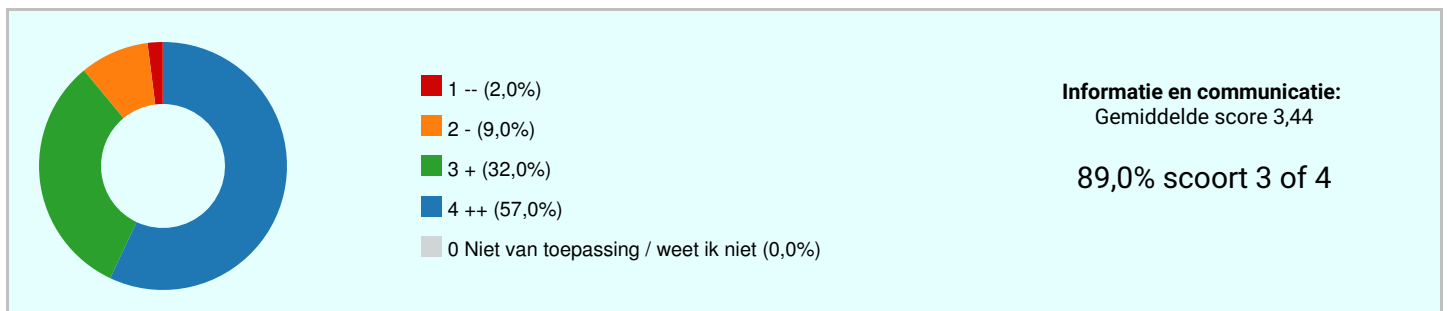 1 -- (2,0%)
2 - (9,0%)
3 + (32,0%)
4 ++ (57,0%)
0 Niet van toepassing / weet ik niet (0,0%)
Informatie en communicatie:
Gemiddelde score 3,44
89,0% scoort 3 of 4